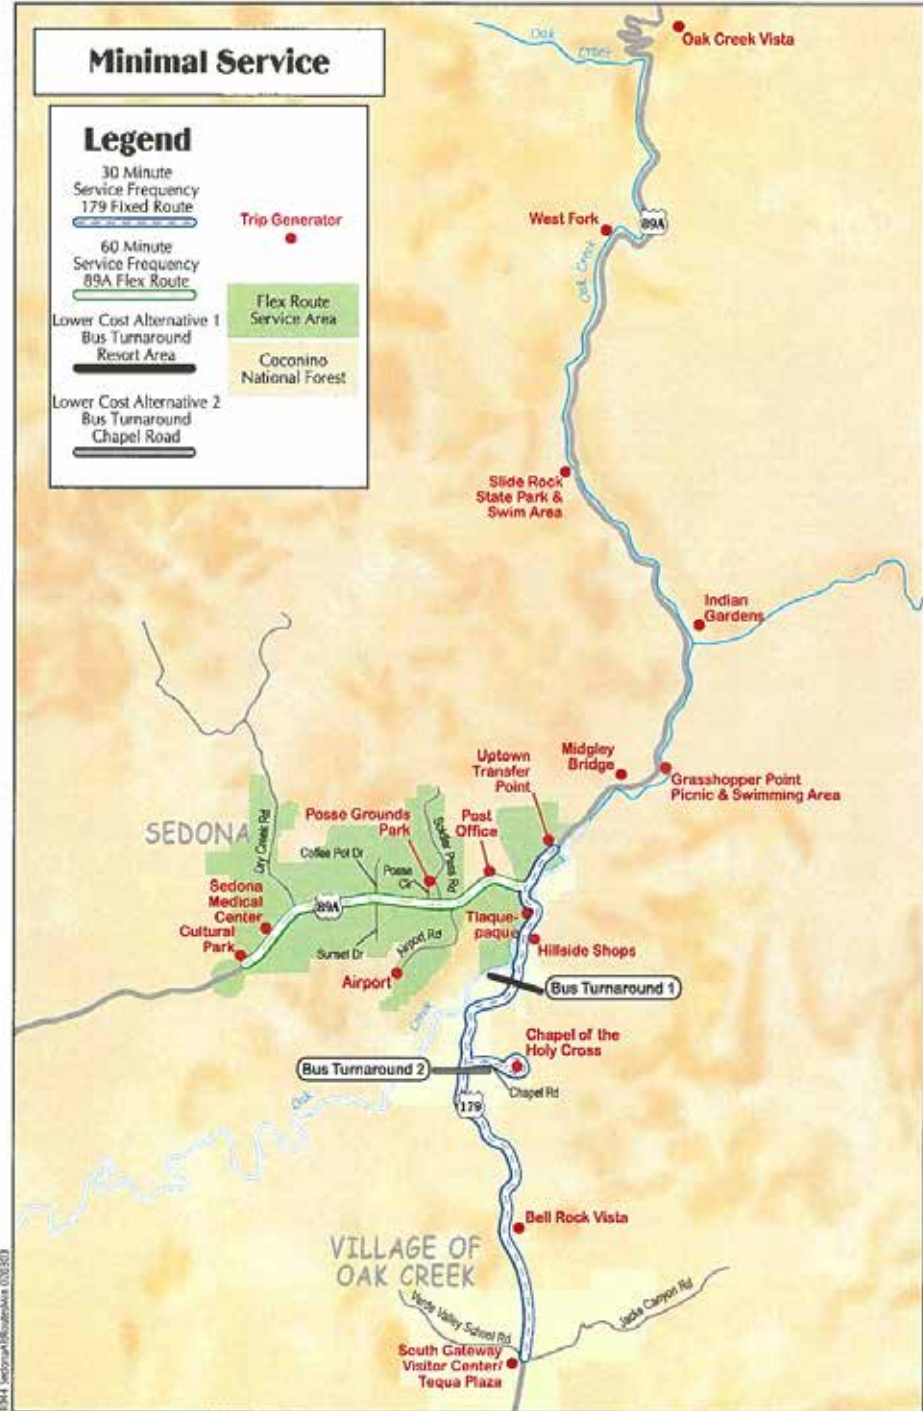 Minimal Service
Legend
30 Minute
Service Frequency
179 Fixed Route
60 Minute
Service Frequency
89A Flex Route
Lower Cost Alternative 1
Bus Turnaround
Resort Area
Lower Cost Alternative 2
Bus Turnaround
Chapel Road
Trip Generator
Flex Route
Service Area
Coconino
National Forest
Oak
Creek
Oak Creek Vista
West Fork
89A
Oak Creek
Slide Rock
State Park &
Swim Area
Indian
Gardens
Midgley
Bridge
Grasshopper Point
Picnic & Swimming Area
Uptown
Transfer
Point
Post
Office
Posse Grounds
Park
SEDONA
Dry Creek Rd
Coffee Pot Dr
Posse
Cir
Soldier Pass Rd
89A
Sedona
Medical
Center
Cultural
Park
Sunset Dr
Airport Rd
Airport
Tlaque-
paque
Hillside Shops
Bus Turnaround 1
Creek
Oak
Chapel of the
Holy Cross
Bus Turnaround 2
Chapel Rd
179
Bell Rock Vista
VILLAGE OF
OAK CREEK
Verde Valley School Rd
Jacks Canyon Rd
South Gateway
Visitor Center/
Tequa Plaza